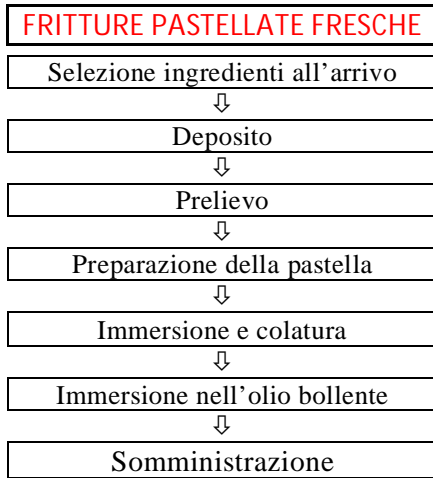 FRITTURE PASTELLATE FRESCHE
Selezione ingredienti all'arrivo
⇩
Deposito
⇩
Prelievo
⇩
Preparazione della pastella
⇩
Immersione e colatura
⇩
Immersione nell'olio bollente
⇩
Somministrazione